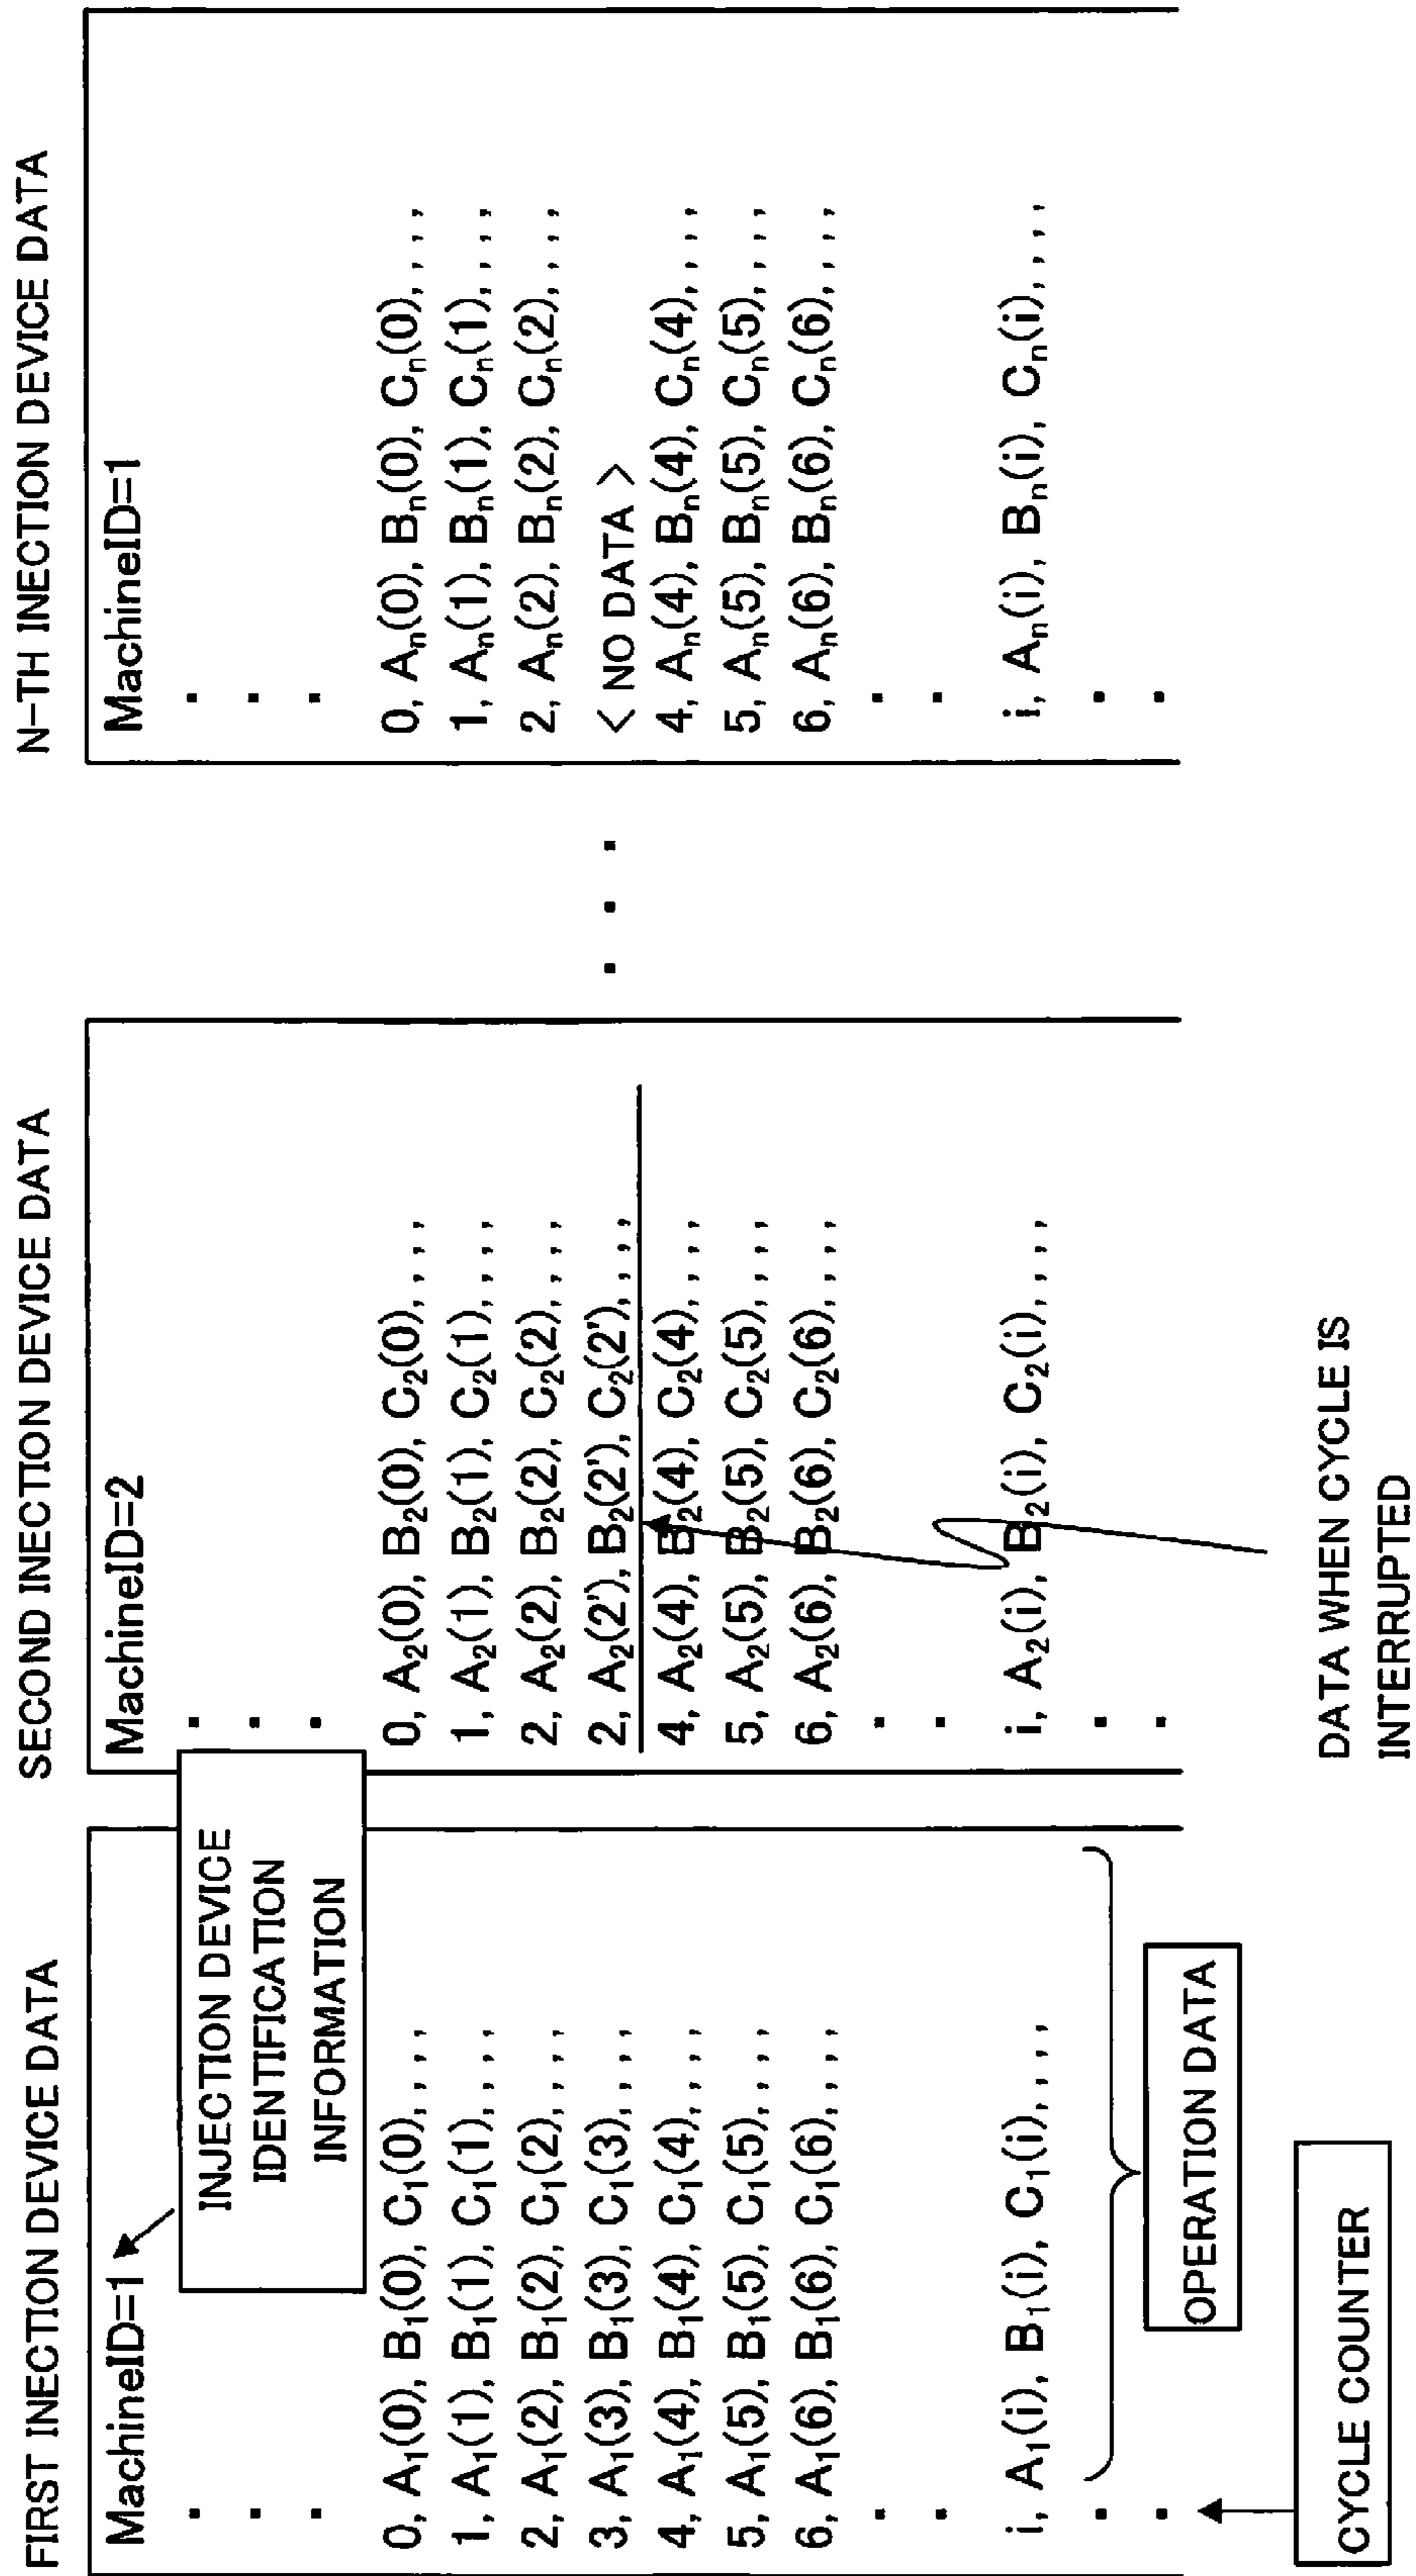 FIRST INECTION DEVICE DATA
MachineID=1
.
.
.
INJECTION DEVICE
IDENTIFICATION
INFORMATION
0, A₁(0), B₁(0), C₁(0), , , ,
1, A₁(1), B₁(1), C₁(1), , , ,
2, A₁(2), B₁(2), C₁(2), , , ,
3, A₁(3), B₁(3), C₁(3), , , ,
4, A₁(4), B₁(4), C₁(4), , , ,
5, A₁(5), B₁(5), C₁(5), , , ,
6, A₁(6), B₁(6), C₁(6), , , ,
.
.
i, A₁(i), B₁(i), C₁(i), , , ,
.
.
OPERATION DATA
CYCLE COUNTER
SECOND INECTION DEVICE DATA
MachineID=2
.
.
.
0, A₂(0), B₂(0), C₂(0), , , ,
1, A₂(1), B₂(1), C₂(1), , , ,
2, A₂(2), B₂(2), C₂(2), , , ,
2, A₂(2'), B₂(2'), C₂(2'), , , ,
4, A₂(4), B₂(4), C₂(4), , , ,
5, A₂(5), B₂(5), C₂(5), , , ,
6, A₂(6), B₂(6), C₂(6), , , ,
.
.
i, A₂(i), B₂(i), C₂(i), , , ,
.
.
DATA WHEN CYCLE IS
INTERRUPTED
. . .
N-TH INECTION DEVICE DATA
MachineID=1
.
.
.
0, Aₙ(0), Bₙ(0), Cₙ(0), , , ,
1, Aₙ(1), Bₙ(1), Cₙ(1), , , ,
2, Aₙ(2), Bₙ(2), Cₙ(2), , , ,
< NO DATA >
4, Aₙ(4), Bₙ(4), Cₙ(4), , , ,
5, Aₙ(5), Bₙ(5), Cₙ(5), , , ,
6, Aₙ(6), Bₙ(6), Cₙ(6), , , ,
.
.
i, Aₙ(i), Bₙ(i), Cₙ(i), , , ,
.
.